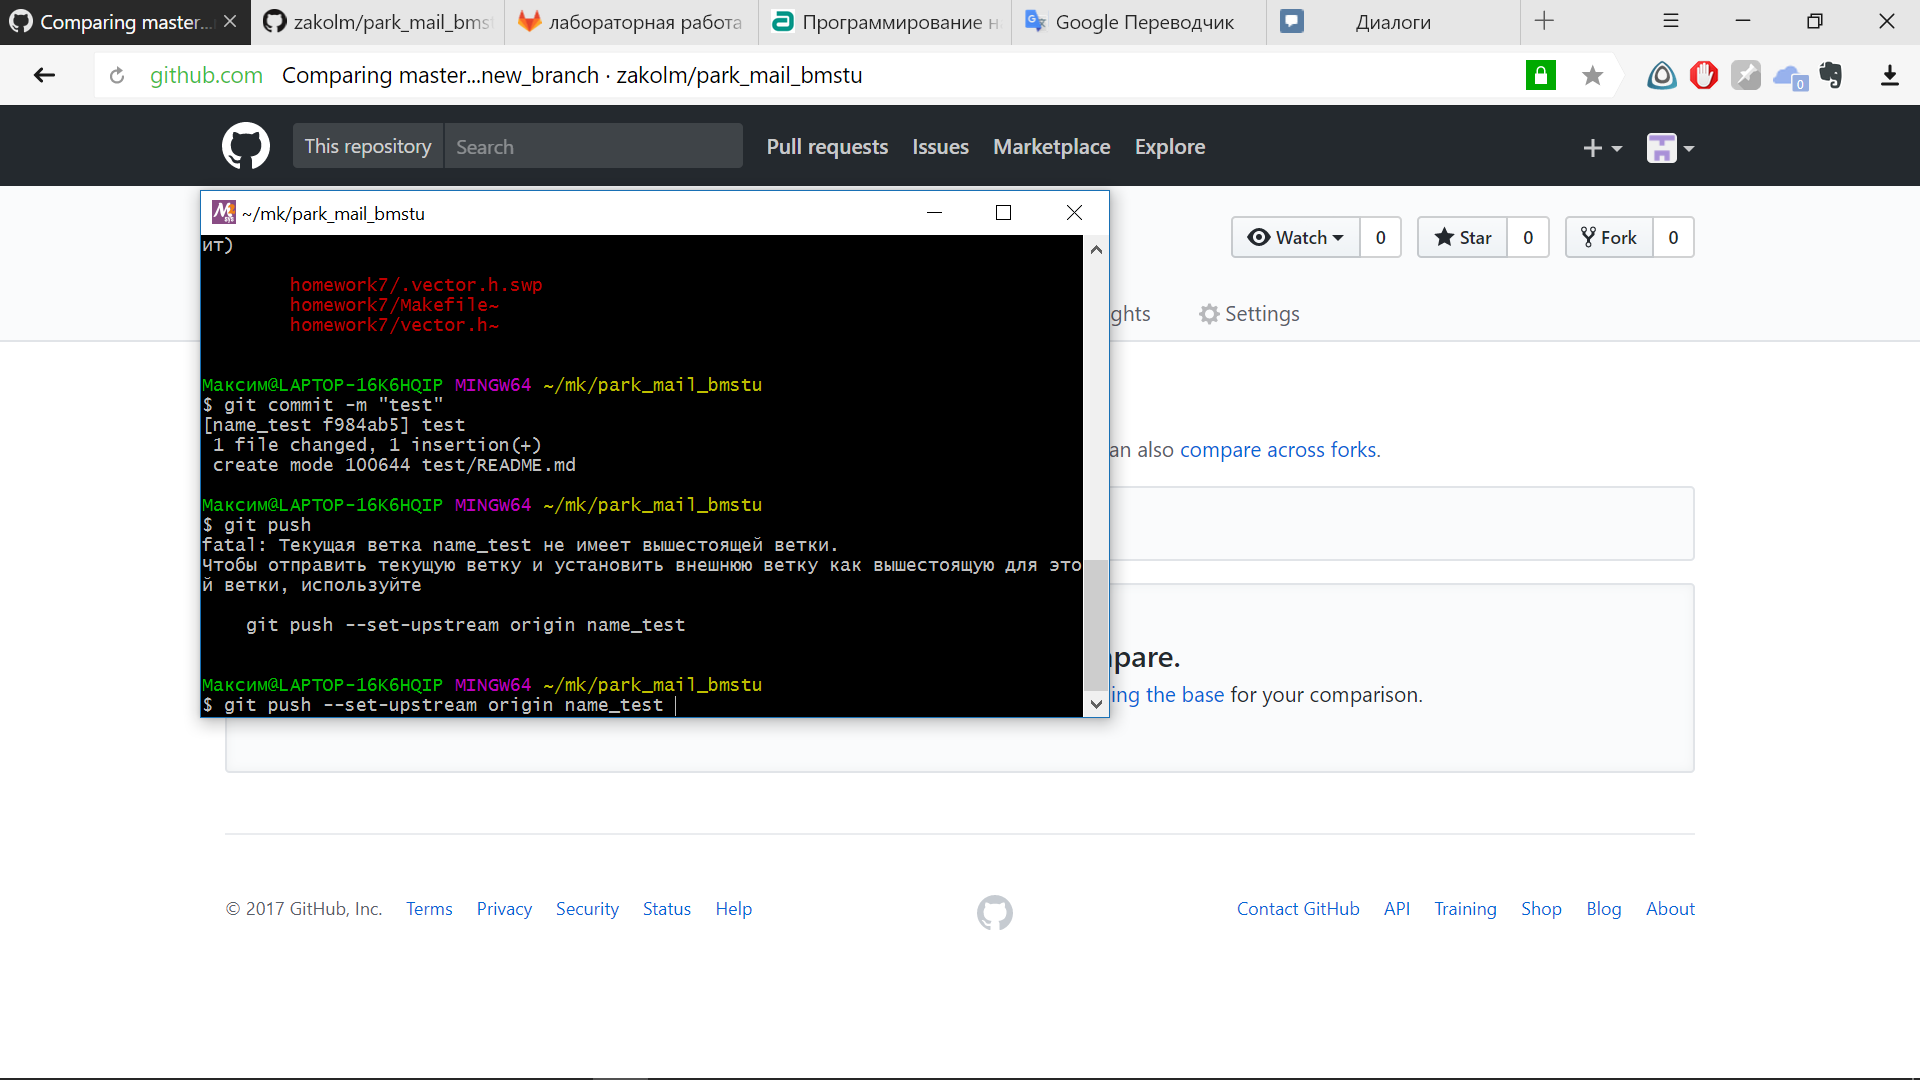 Comparing master...
zakolm/park_mail_bmst
лабораторная работа
Программирование н
Google Переводчик
Диалоги
github.com Comparing master...new_branch · zakolm/park_mail_bmstu
0
This repository Search Pull requests Issues Marketplace Explore
~/mk/park_mail_bmstu
Watch 0 Star 0 Fork 0
ghts Settings
ит)
homework7/.vector.h.swp
homework7/Makefile~
homework7/vector.h~
Максим@LAPTOP-16K6HQIP MINGW64 ~/mk/park_mail_bmstu
$ git commit -m "test"
[name_test f984ab5] test
1 file changed, 1 insertion(+)
create mode 100644 test/README.md
an also compare across forks.
Максим@LAPTOP-16K6HQIP MINGW64 ~/mk/park_mail_bmstu
$ git push
fatal: Текущая ветка name_test не имеет вышестоящей ветки.
Чтобы отправить текущую ветку и установить внешнюю ветку как вышестоящую для это
й ветки, используйте
git push --set-upstream origin name_test
Максим@LAPTOP-16K6HQIP MINGW64 ~/mk/park_mail_bmstu
$ git push --set-upstream origin name_test
pare.
ing the base for your comparison.
© 2017 GitHub, Inc. Terms Privacy Security Status Help
Contact GitHub API Training Shop Blog About